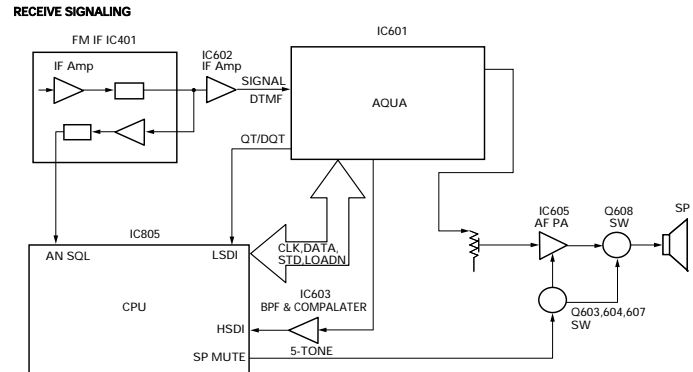 RECEIVE SIGNALING
FM IF IC401
IF Amp
IC602
IF Amp
SIGNAL
DTMF
IC601
AQUA
QT/DQT
IC805
AN SQL
LSDI
CLK,DATA,
STD,LOADN
CPU
IC603
BPF & COMPALATER
HSDI
5-TONE
SP MUTE
IC605
AF PA
Q608
SW
SP
Q603,604,607
SW